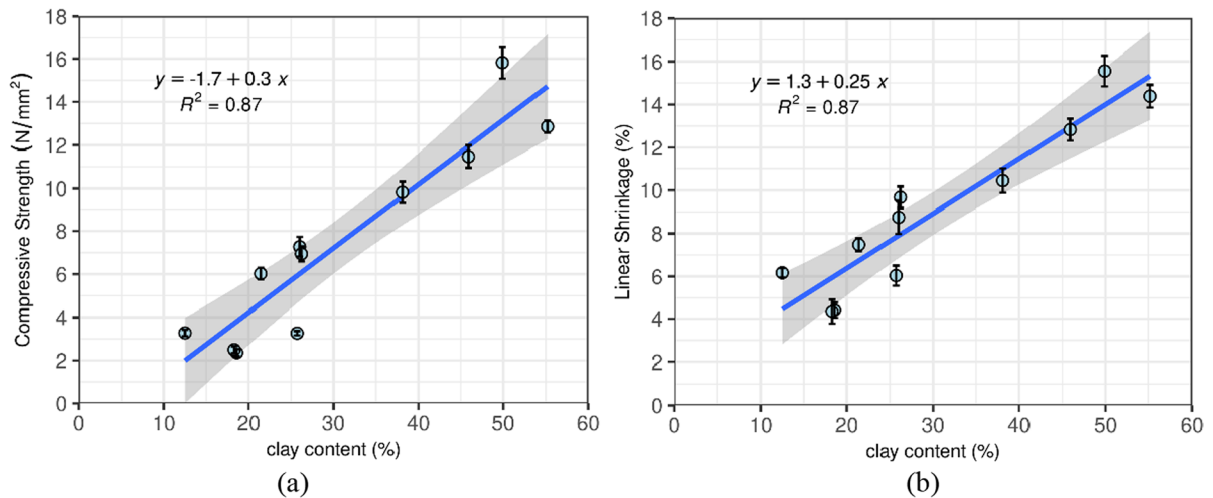 18
16
14
12
10
8
6
4
2
0
Compressive Strength (N/mm²)
y = -1.7 + 0.3 x
R² = 0.87
0 10 20 30 40 50 60
clay content (%)
(a)
18
16
14
12
10
8
6
4
2
0
Linear Shrinkage (%)
y = 1.3 + 0.25 x
R² = 0.87
0 10 20 30 40 50 60
clay content (%)
(b)